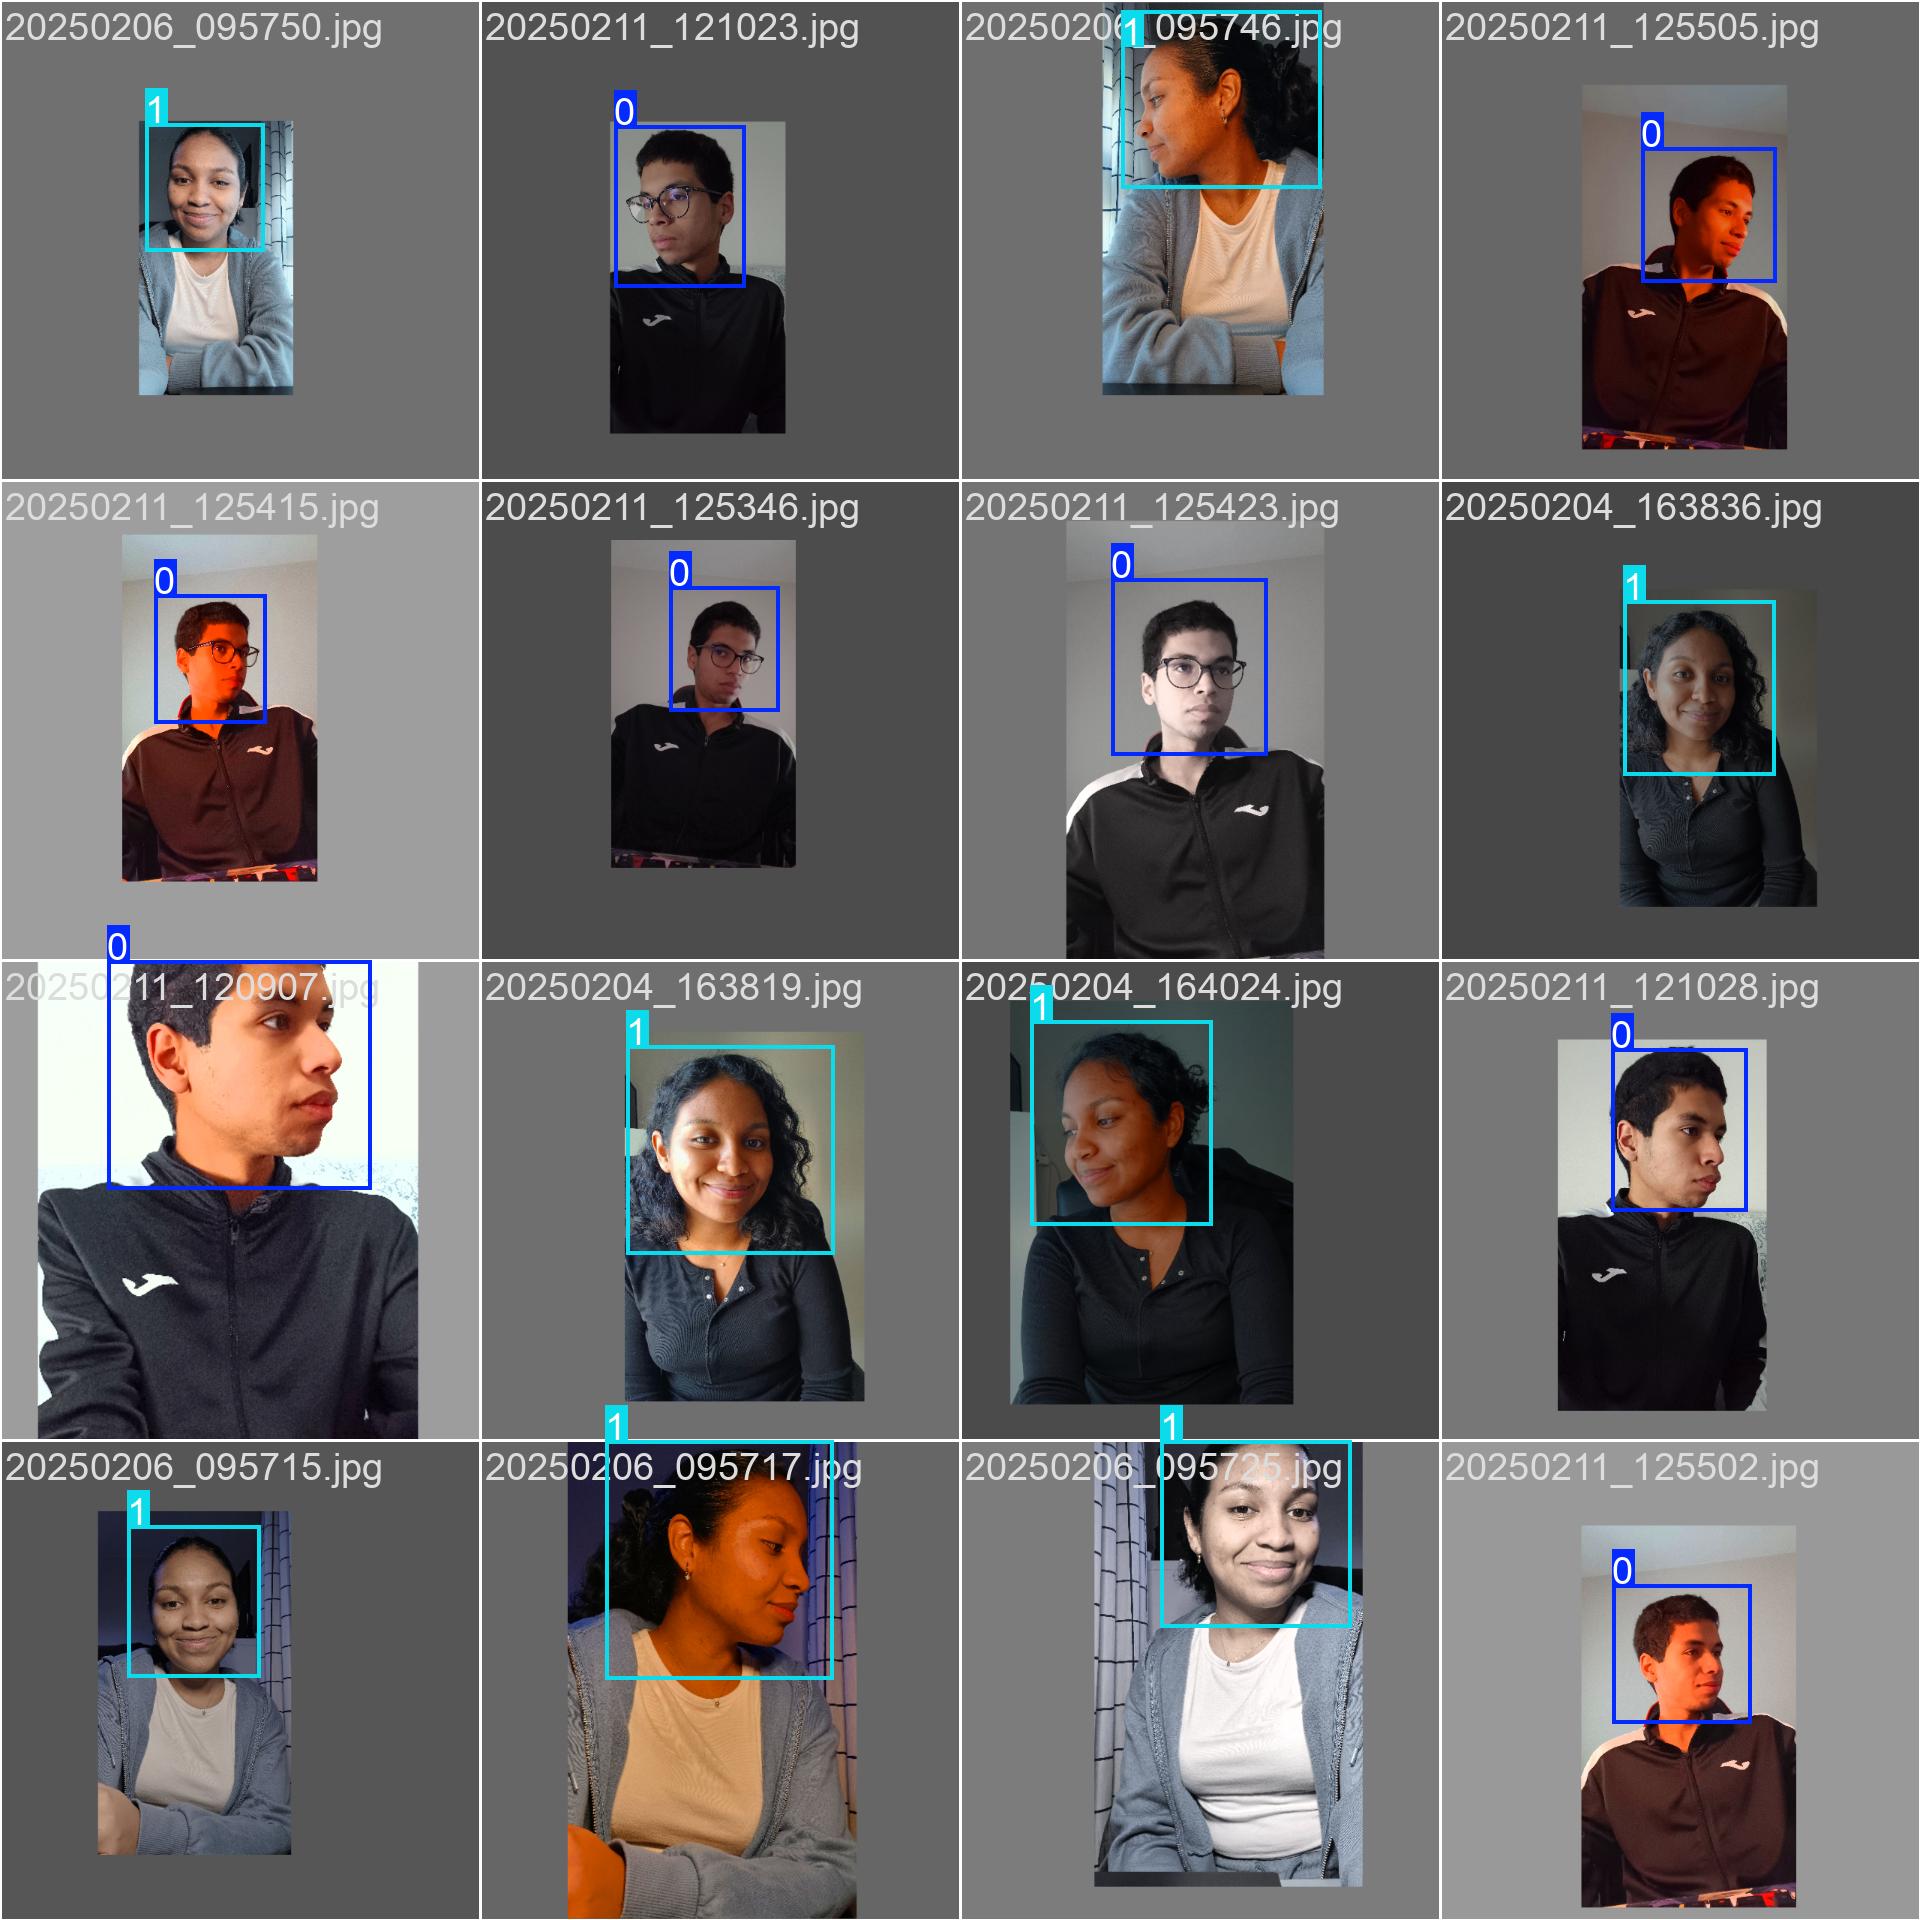 20250206_095750.jpg
1
20250211_121023.jpg
0
20250206_095746.jpg
1
20250211_125505.jpg
0
20250211_125415.jpg
0
20250211_125346.jpg
0
20250211_125423.jpg
0
20250204_163836.jpg
1
20250211_120907.jpg
0
20250204_163819.jpg
1
20250204_164024.jpg
1
20250211_121028.jpg
0
20250206_095715.jpg
1
20250206_095717.jpg
1
20250206_095725.jpg
1
20250211_125502.jpg
0